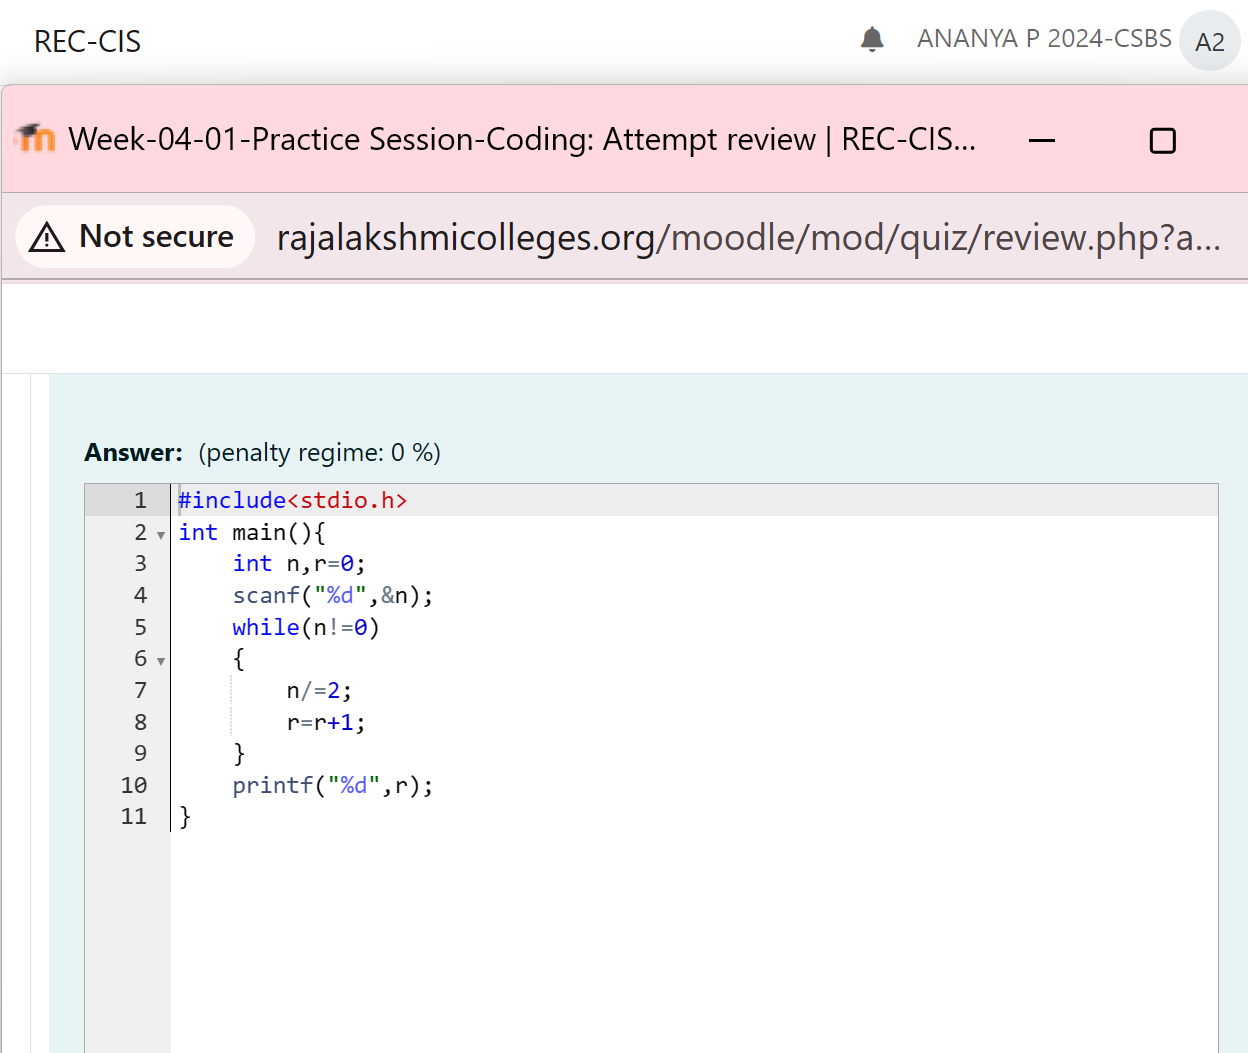 REC-CIS
ANANYA P 2024-CSBS
A2
Week-04-01-Practice Session-Coding: Attempt review | REC-CIS...
Not secure
rajalakshmicolleges.org/moodle/mod/quiz/review.php?a...
Answer: (penalty regime: 0 %)
1 #include<stdio.h>
2 int main(){
3     int n,r=0;
4     scanf("%d",&n);
5     while(n!=0)
6     {
7         n/=2;
8         r=r+1;
9     }
10     printf("%d",r);
11 }